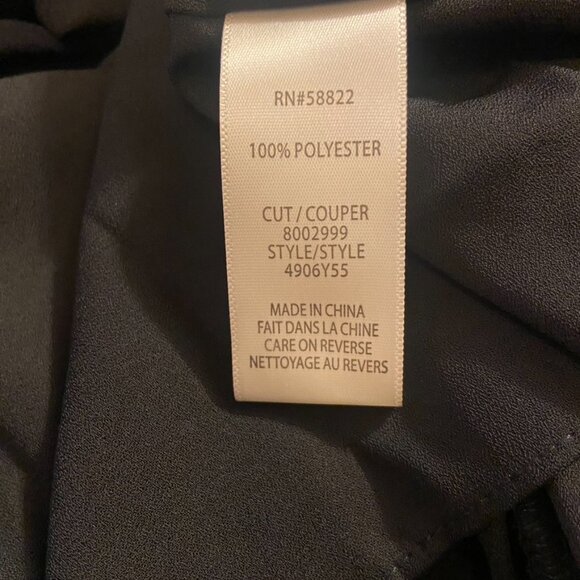 RN#58822
100% POLYESTER
CUT / COUPER
8002999
STYLE/STYLE
4906Y55
MADE IN CHINA
FAIT DANS LA CHINE
CARE ON REVERSE
NETTOYAGE AU REVERS